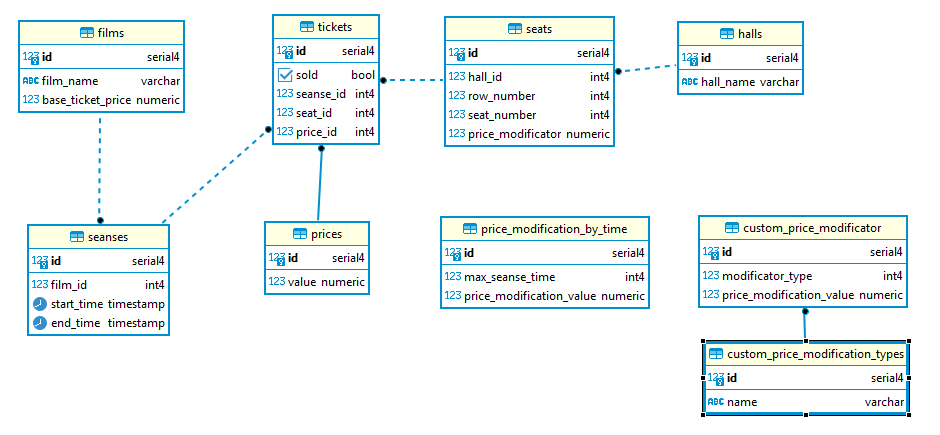 films
123 id serial4
ABC film_name varchar
123 base_ticket_price numeric
tickets
123 id serial4
sold bool
123 seanse_id int4
123 seat_id int4
123 price_id int4
seats
123 id serial4
123 hall_id int4
123 row_number int4
123 seat_number int4
123 price_modificator numeric
halls
123 id serial4
ABC hall_name varchar
seanses
123 id serial4
123 film_id int4
start_time timestamp
end_time timestamp
prices
123 id serial4
123 value numeric
price_modification_by_time
123 id serial4
123 max_seanse_time int4
123 price_modification_value numeric
custom_price_modificator
123 id serial4
123 modificator_type int4
123 price_modification_value numeric
custom_price_modification_types
123 id serial4
ABC name varchar